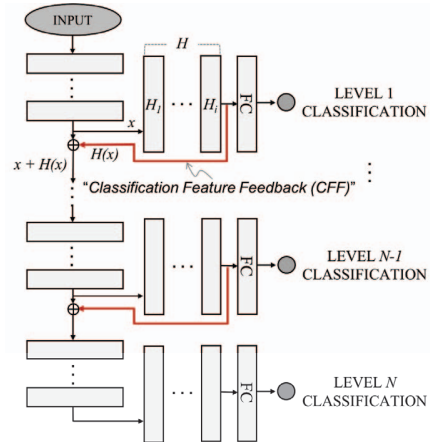 INPUT
H
H1
Hi
FC
LEVEL 1
CLASSIFICATION
x
H(x)
x + H(x)
"Classification Feature Feedback (CFF)"
FC
LEVEL N-1
CLASSIFICATION
FC
LEVEL N
CLASSIFICATION